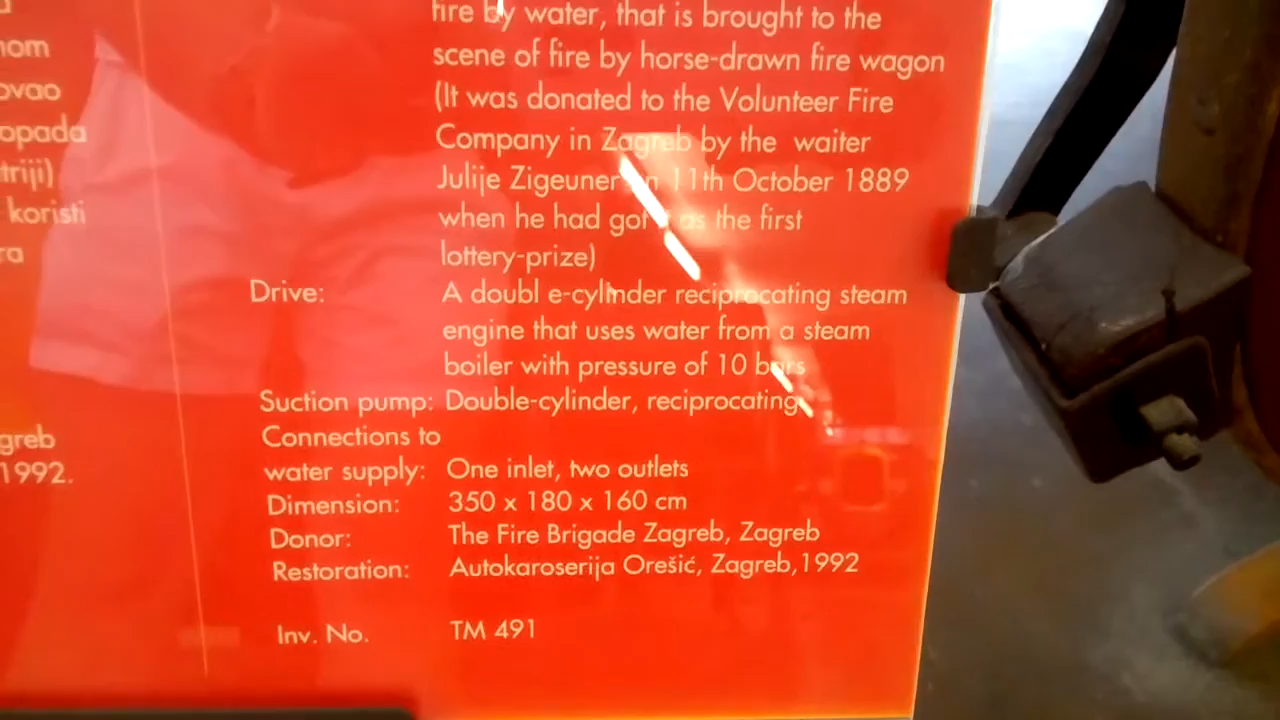 nom
ovao
opada
triji)
koristi
ra
greb
1992.
fire by water, that is brought to the
scene of fire by horse-drawn fire wagon
(It was donated to the Volunteer Fire
Company in Zagreb by the waiter
Julije Zigeuner on 11th October 1889
when he had got it as the first
lottery-prize)
Drive: A doubl e-cylinder reciprocating steam
engine that uses water from a steam
boiler with pressure of 10 bars
Suction pump: Double-cylinder, reciprocating
Connections to
water supply: One inlet, two outlets
Dimension: 350 x 180 x 160 cm
Donor: The Fire Brigade Zagreb, Zagreb
Restoration: Autokaroserija Orešić, Zagreb,1992
Inv. No. TM 491